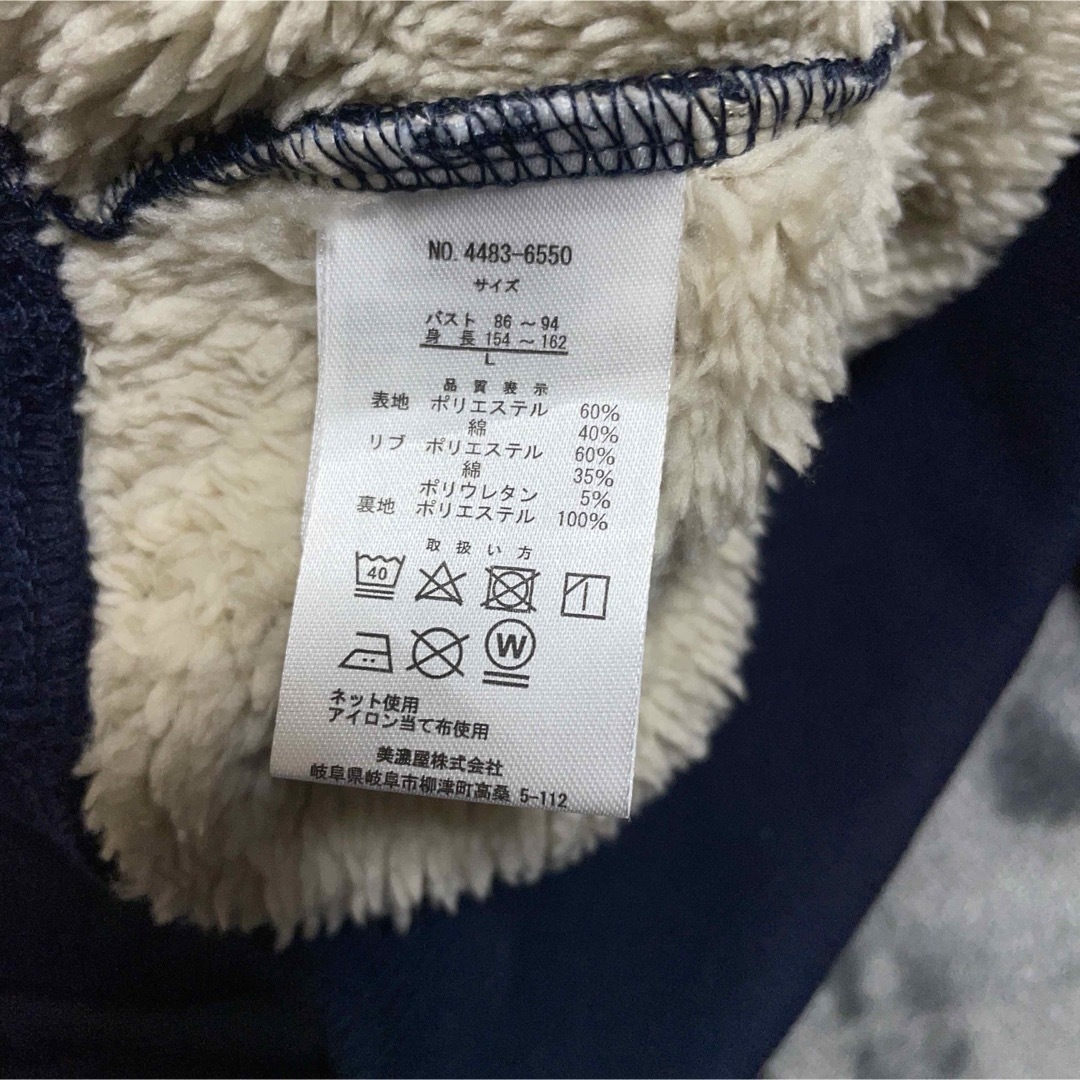 NO. 4483-6550
サイズ
バスト 86 ~ 94
身 長 154 ~ 162
L
品質表示
表地 ポリエステル 60%
綿 40%
リブ ポリエステル 60%
綿 35%
ポリウレタン 5%
裏地 ポリエステル 100%
取扱い方
40
W
ネット使用
アイロン当て布使用
美濃屋株式会社
岐阜県岐阜市柳津町高桑 5-112